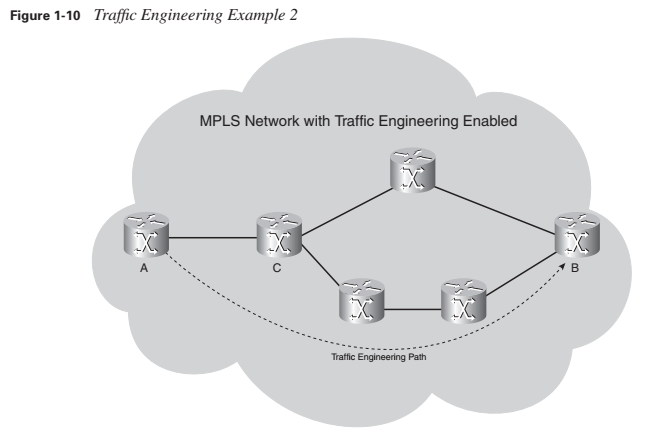 Figure 1-10 Traffic Engineering Example 2
MPLS Network with Traffic Engineering Enabled
A
C
B
Traffic Engineering Path